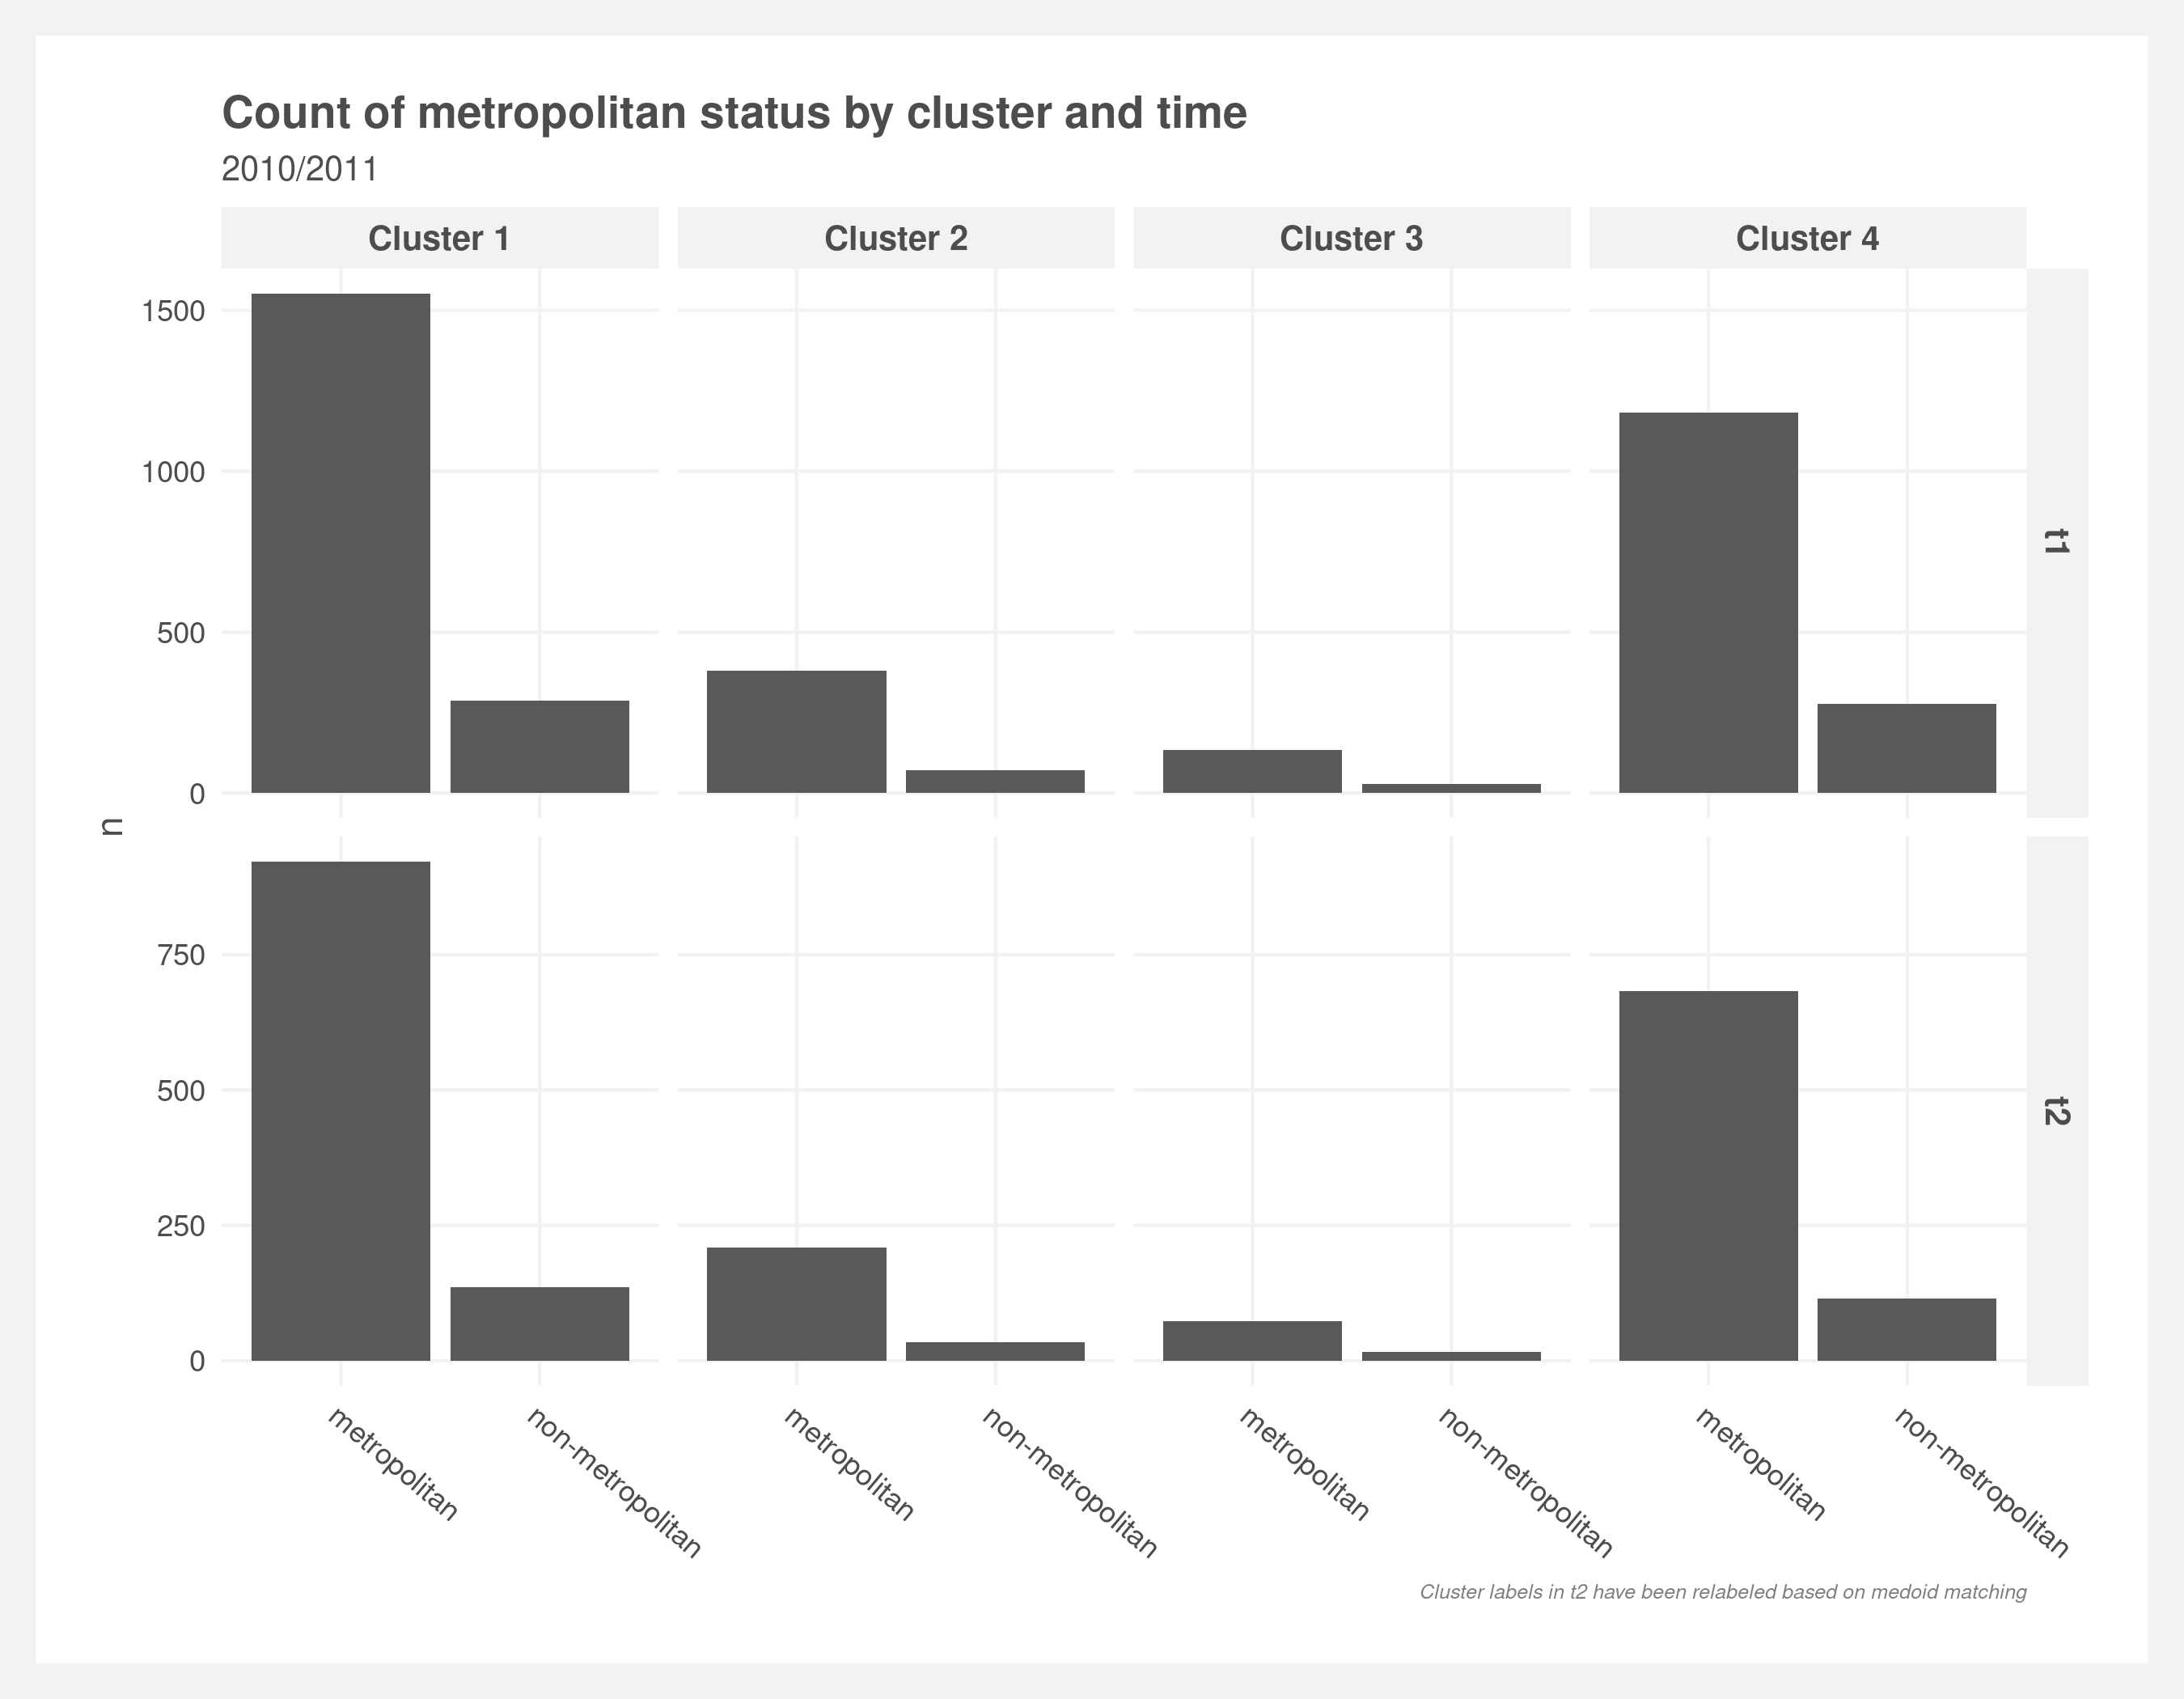 Count of metropolitan status by cluster and time
2010/2011
Cluster 1
Cluster 2
Cluster 3
Cluster 4
1500
1000
500
0
t1
n
750
500
250
0
t2
metropolitan
non-metropolitan
metropolitan
non-metropolitan
metropolitan
non-metropolitan
metropolitan
non-metropolitan
Cluster labels in t2 have been relabeled based on medoid matching